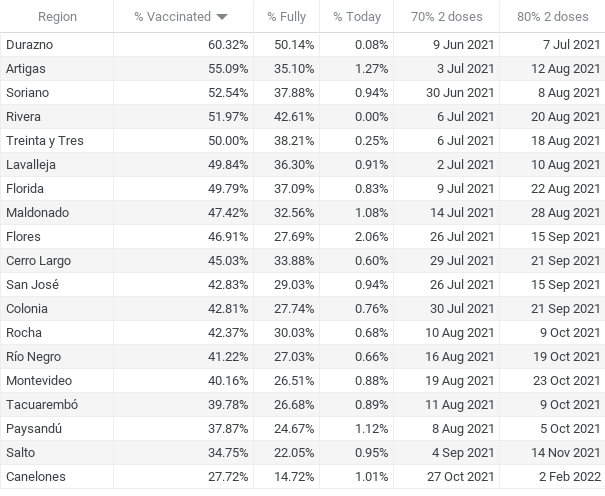 Region % Vaccinated % Fully % Today 70% 2 doses 80% 2 doses
Durazno 60.32% 50.14% 0.08% 9 Jun 2021 7 Jul 2021
Artigas 55.09% 35.10% 1.27% 3 Jul 2021 12 Aug 2021
Soriano 52.54% 37.88% 0.94% 30 Jun 2021 8 Aug 2021
Rivera 51.97% 42.61% 0.00% 6 Jul 2021 20 Aug 2021
Treinta y Tres 50.00% 38.21% 0.25% 6 Jul 2021 18 Aug 2021
Lavalleja 49.84% 36.30% 0.91% 2 Jul 2021 10 Aug 2021
Florida 49.79% 37.09% 0.83% 9 Jul 2021 22 Aug 2021
Maldonado 47.42% 32.56% 1.08% 14 Jul 2021 28 Aug 2021
Flores 46.91% 27.69% 2.06% 26 Jul 2021 15 Sep 2021
Cerro Largo 45.03% 33.88% 0.60% 29 Jul 2021 21 Sep 2021
San José 42.83% 29.03% 0.94% 26 Jul 2021 15 Sep 2021
Colonia 42.81% 27.74% 0.76% 30 Jul 2021 21 Sep 2021
Rocha 42.37% 30.03% 0.68% 10 Aug 2021 9 Oct 2021
Río Negro 41.22% 27.03% 0.66% 16 Aug 2021 19 Oct 2021
Montevideo 40.16% 26.51% 0.88% 19 Aug 2021 23 Oct 2021
Tacuarembó 39.78% 26.68% 0.89% 11 Aug 2021 9 Oct 2021
Paysandú 37.87% 24.67% 1.12% 8 Aug 2021 5 Oct 2021
Salto 34.75% 22.05% 0.95% 4 Sep 2021 14 Nov 2021
Canelones 27.72% 14.72% 1.01% 27 Oct 2021 2 Feb 2022